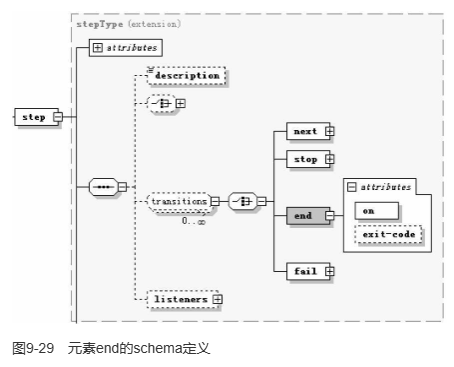 stepType (extension)
attributes
description
step
next
stop
attributes
transitions
0..∞
end
on
exit-code
fail
listeners
图9-29 元素end的schema定义